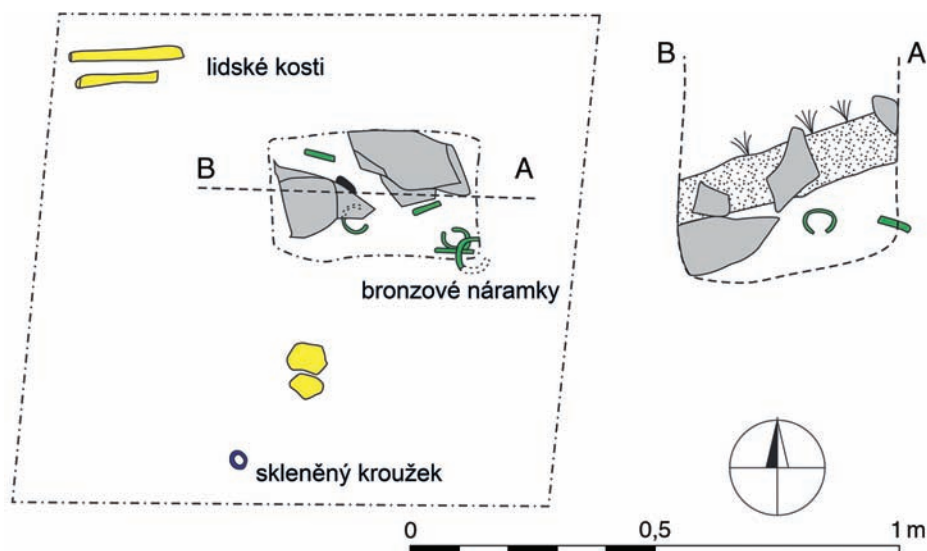 lidské kosti
B
A
B
A
bronzové náramky
skleněný kroužek
0
0,5
1 m